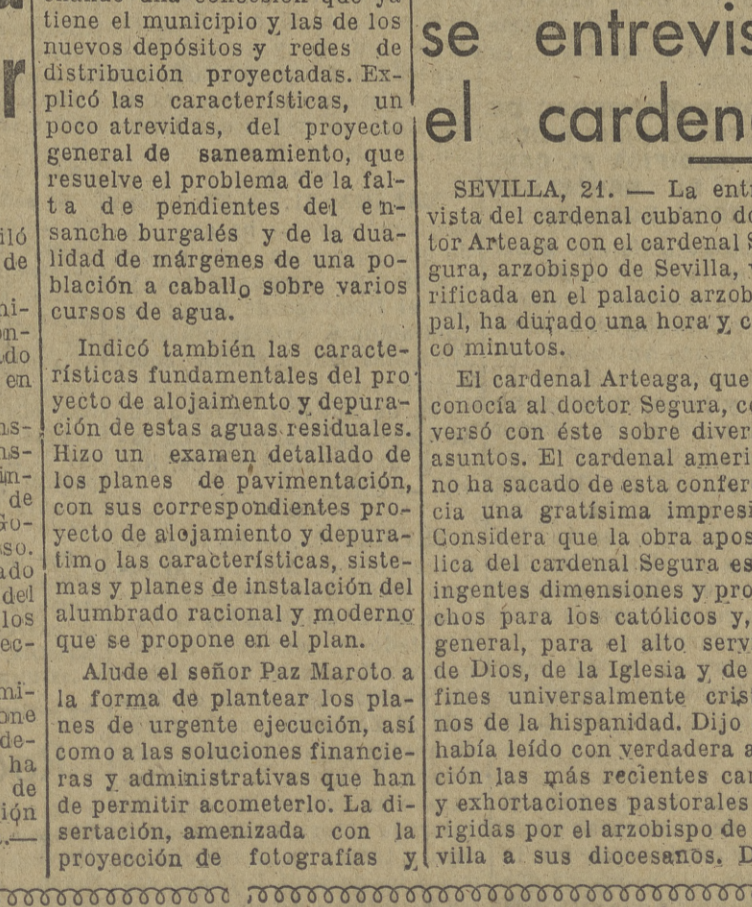 tiene el municipio y las de los
nuevos depósitos y redes de
distribución proyectadas. Ex-
plicó las características, un
poco atrevidas, del proyecto
general de saneamiento, que
resuelve el problema de la fal-
ta de pendientes del en-
sanche burgalés y de la dua-
lidad de márgenes de una po-
blación a caballo sobre varios
cursos de agua.
Indicó también las caracte-
rísticas fundamentales del pro
yecto de alojaimento y depura-
ción de estas aguas residuales.
Hizo un examen detallado de
los planes de pavimentación,
con sus correspondientes pro-
yecto de alojamiento y depura-
timo las características, siste-
mas y planes de instalación del
alumbrado racional y moderno
que se propone en el plan.
Alude el señor Paz Maroto a
la forma de plantear los pla-
nes de urgente ejecución, así
como a las soluciones financie-
ras y administrativas que han
de permitir acometerlo. La di-
sertación, amenizada con la
proyección de fotografías y
se entrevis
el cardena
SEVILLA, 21. — La entr
vista del cardenal cubano do
tor Arteaga con el cardenal S
gura, arzobispo de Sevilla, v
rificada en el palacio arzob
pal, ha durado una hora y c
co minutos.
El cardenal Arteaga, que
conocía al doctor Segura, co
versó con éste sobre diver
asuntos. El cardenal ameri
no ha sacado de esta confer
cia una gratísima impresi
Considera que la obra apos
lica del cardenal Segura es
ingentes dimensiones y pro
chos para los católicos y,
general, para el alto serv
de Dios, de la Iglesia y de
fines universalmente cris
nos de la hispanidad. Dijo
había leído con verdadera a
ción las más recientes car
y exhortaciones pastorales
rigidas por el arzobispo de
villa a sus diocesanos. D